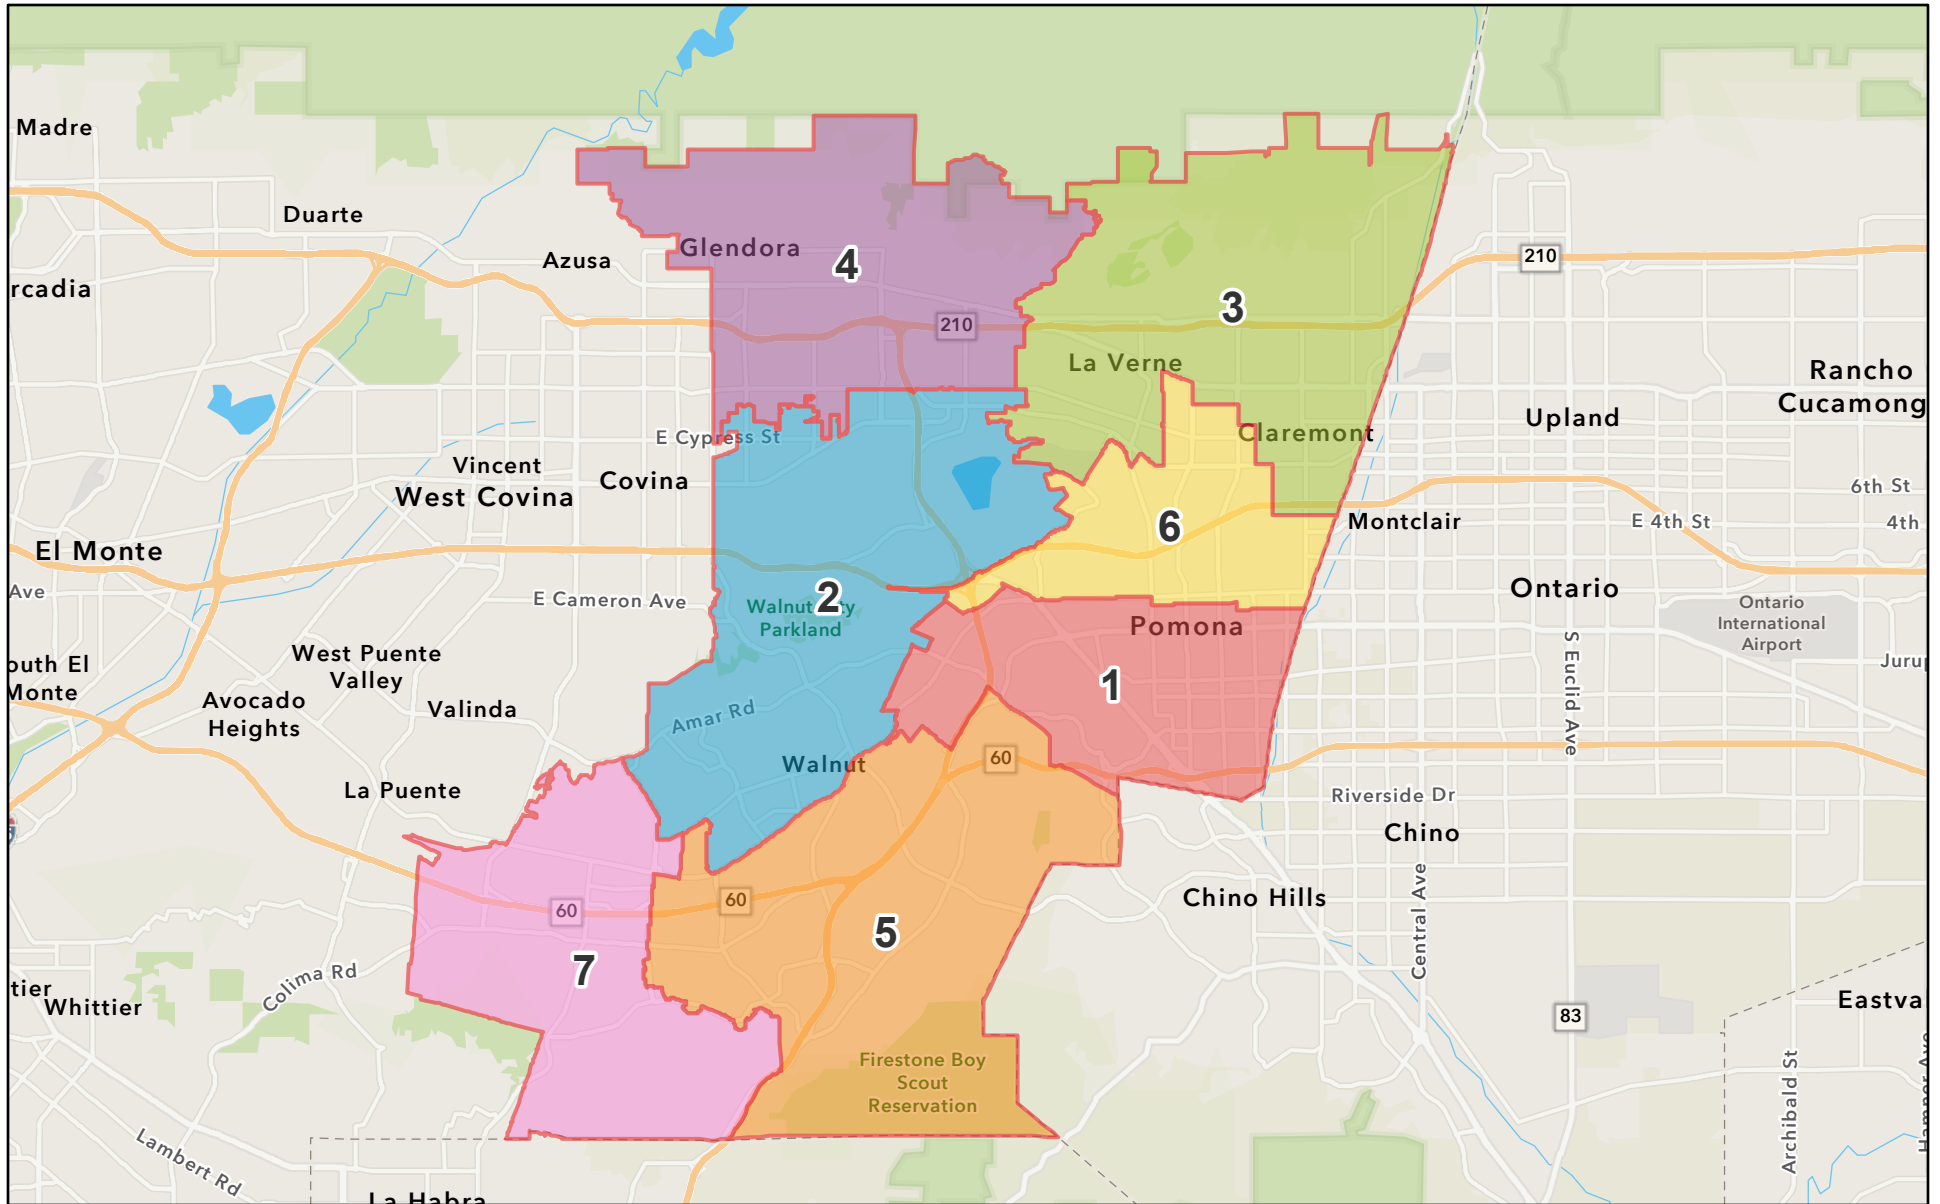 Madre
Duarte
Azusa
Glendora
4
210
3
210
rcadia
La Verne
Rancho
Cucamong
Upland
Claremont
E Cypress St
Vincent
West Covina
Covina
6th St
E 4th St
4th
Montclair
6
El Monte
Ave
E Cameron Ave
2
Walnut
Parkland
Ontario
Ontario
International
Airport
Pomona
S Euclid Ave
outh El
Monte
West Puente
Valley
Avocado
Heights
Valinda
Amar Rd
1
Walnut
60
La Puente
Riverside Dr
Chino
Central Ave
Chino Hills
60
60
5
7
Colima Rd
tier
Whittier
83
Eastva
Firestone Boy
Scout
Reservation
Archibald St
Lambert Rd
La Habra